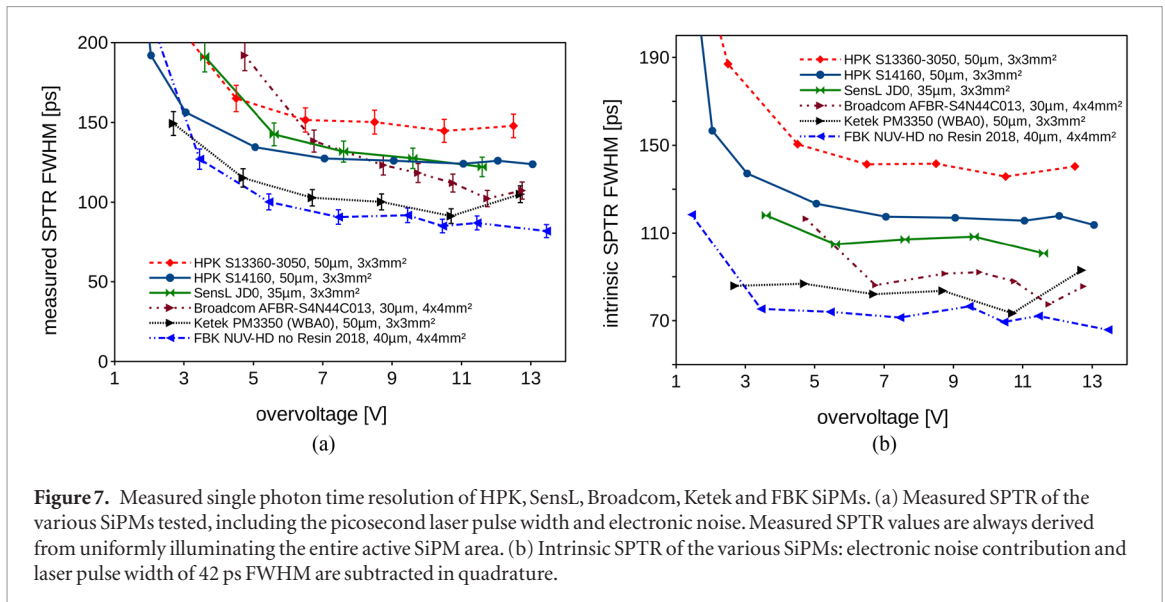 200
150
100
50
0
measured SPTR FWHM [ps]
HPK S13360-3050, 50µm, 3x3mm²
HPK S14160, 50µm, 3x3mm²
SensL JD0, 35µm, 3x3mm²
Broadcom AFBR-S4N44C013, 30µm, 4x4mm²
Ketek PM3350 (WBA0), 50µm, 3x3mm²
FBK NUV-HD no Resin 2018, 40µm, 4x4mm²
1 3 5 7 9 11 13
overvoltage [V]
(a)
190
150
110
70
intrinsic SPTR FWHM [ps]
HPK S13360-3050, 50µm, 3x3mm²
HPK S14160, 50µm, 3x3mm²
SensL JD0, 35µm, 3x3mm²
Broadcom AFBR-S4N44C013, 30µm, 4x4mm²
Ketek PM3350 (WBA0), 50µm, 3x3mm²
FBK NUV-HD no Resin 2018, 40µm, 4x4mm²
1 3 5 7 9 11 13
overvoltage [V]
(b)
Figure 7. Measured single photon time resolution of HPK, SensL, Broadcom, Ketek and FBK SiPMs. (a) Measured SPTR of the
various SiPMs tested, including the picosecond laser pulse width and electronic noise. Measured SPTR values are always derived
from uniformly illuminating the entire active SiPM area. (b) Intrinsic SPTR of the various SiPMs: electronic noise contribution and
laser pulse width of 42 ps FWHM are subtracted in quadrature.